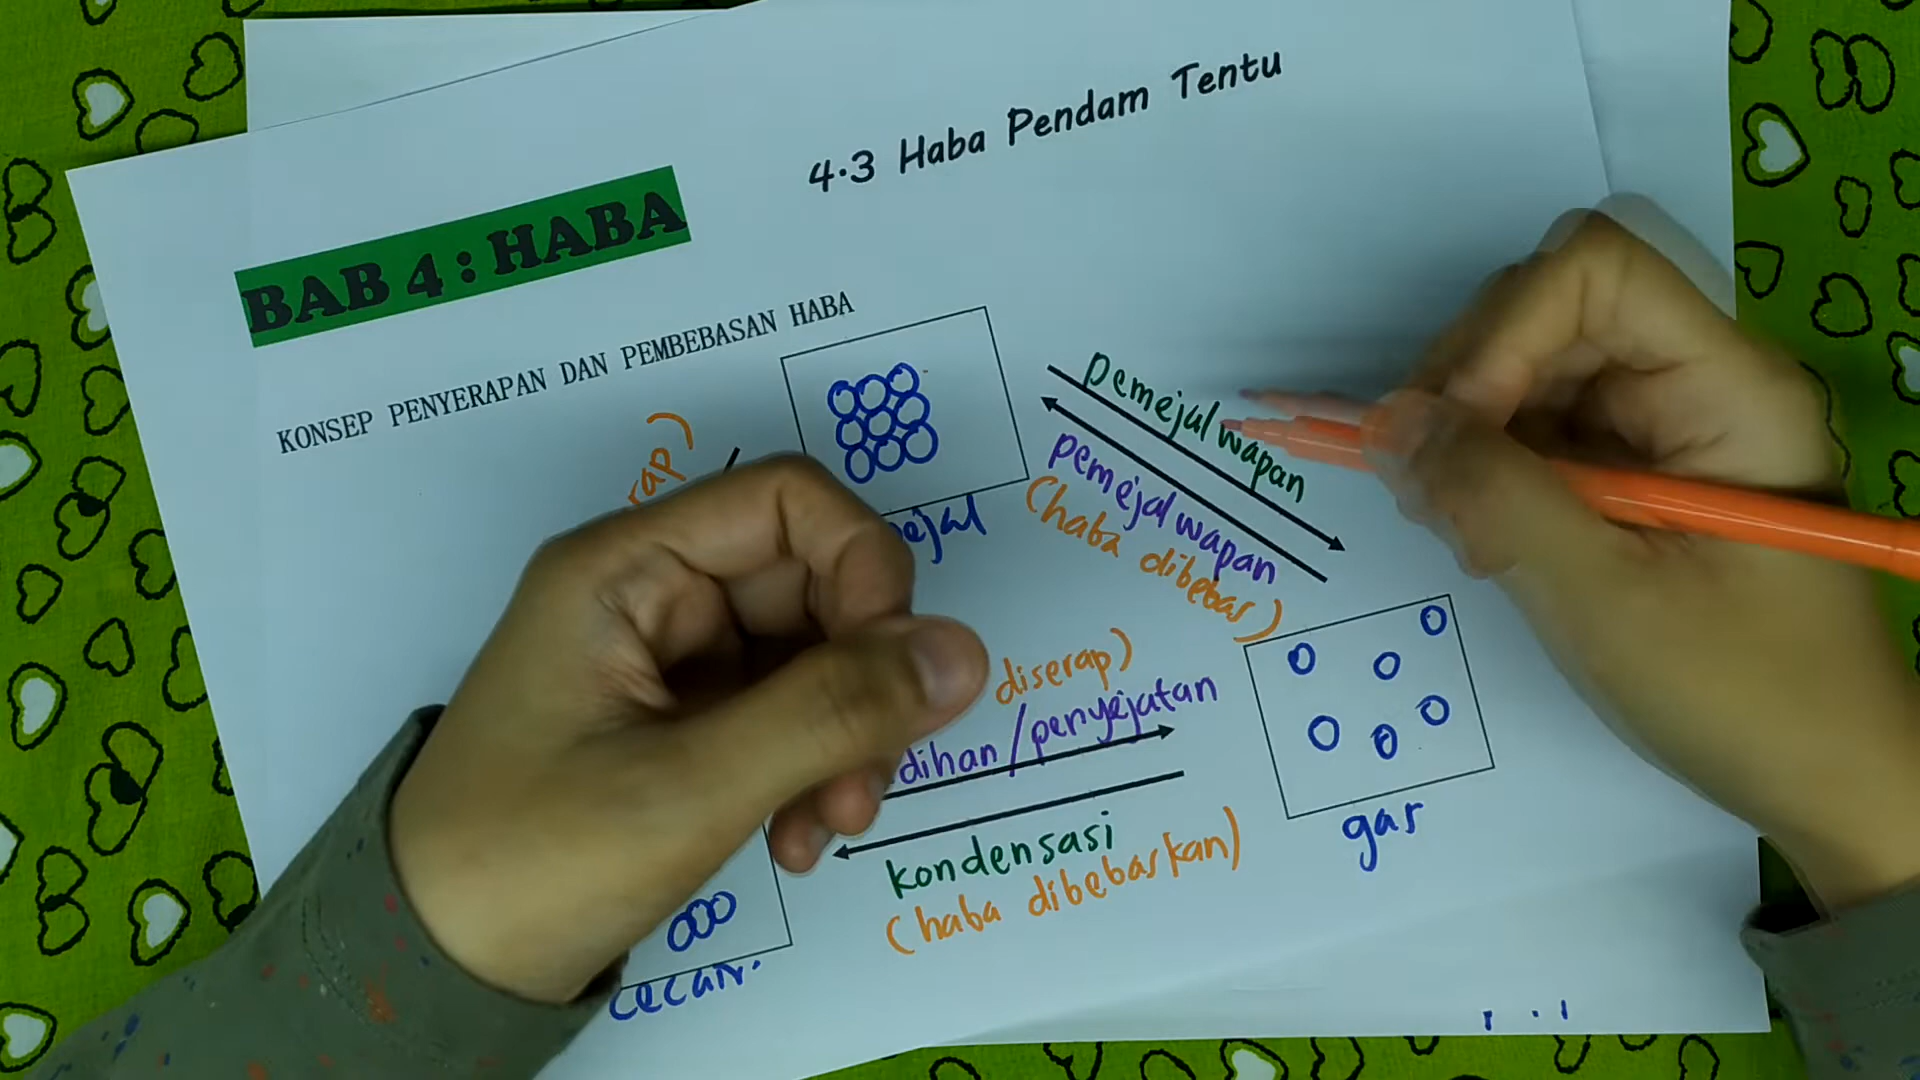 4.3 Haba Pendam Tentu
BAB 4 : HABA
KONSEP PENYERAPAN DAN PEMBEBASAN HABA
pemejalwapan
pemejalwapan
(haba dibebas)
diserap)
/penyejatan
kondensasi
(haba dibebaskan)
gas
cecair